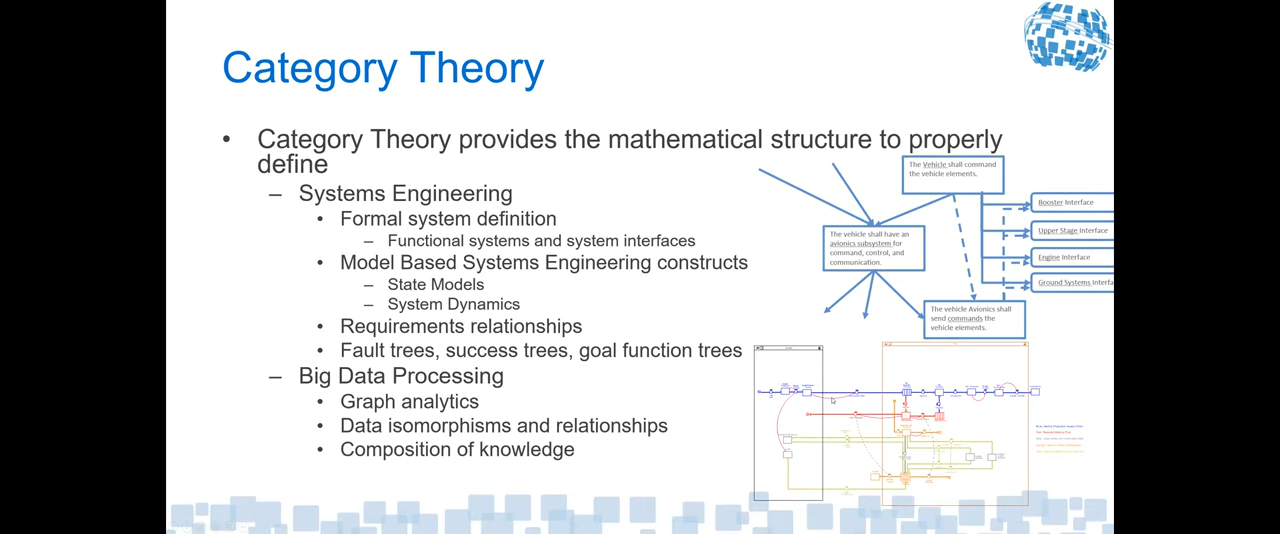 Category Theory
• Category Theory provides the mathematical structure to properly
define
– Systems Engineering
• Formal system definition
– Functional systems and system interfaces
• Model Based Systems Engineering constructs
– State Models
– System Dynamics
• Requirements relationships
• Fault trees, success trees, goal function trees
– Big Data Processing
• Graph analytics
• Data isomorphisms and relationships
• Composition of knowledge
The Vehicle shall command
the vehicle elements.
Booster Interface
Upper Stage Interface
Engine Interface
Ground Systems Interfa
The vehicle shall have an
avionics subsystem for
command, control, and
communication.
The vehicle Avionics shall
send commands the
vehicle elements.